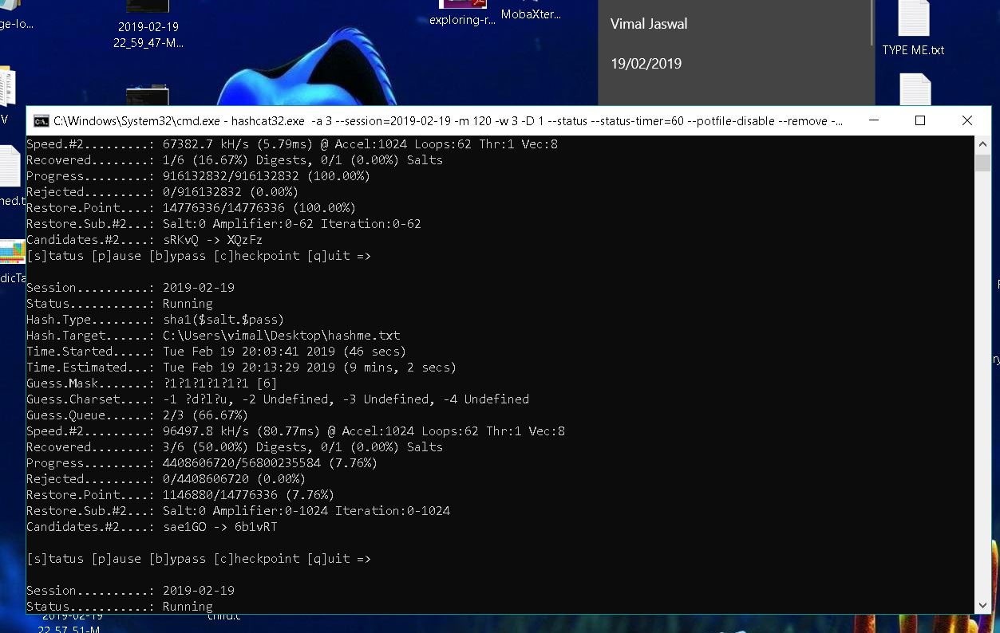 ge-lo...
2019-02-19
22_59_47-M...
exploring-r...
MobaXter...
Vimal Jaswal
19/02/2019
TYPE ME.txt
V
C:\Windows\System32\cmd.exe - hashcat32.exe -a 3 --session=2019-02-19 -m 120 -w 3 -D 1 --status --status-timer=60 --potfile-disable --remove -...
Speed.#2.........: 67382.7 kH/s (5.79ms) @ Accel:1024 Loops:62 Thr:1 Vec:8
Recovered........: 1/6 (16.67%) Digests, 0/1 (0.00%) Salts
Progress.........: 916132832/916132832 (100.00%)
Rejected.........: 0/916132832 (0.00%)
Restore.Point....: 14776336/14776336 (100.00%)
Restore.Sub.#2...: Salt:0 Amplifier:0-62 Iteration:0-62
Candidates.#2....: sRKvQ -> XQzFz
[s]tatus [p]ause [b]ypass [c]heckpoint [q]uit =>
Session..........: 2019-02-19
Status...........: Running
Hash.Type........: sha1($salt.$pass)
Hash.Target......: C:\Users\vimal\Desktop\hashme.txt
Time.Started.....: Tue Feb 19 20:03:41 2019 (46 secs)
Time.Estimated...: Tue Feb 19 20:13:29 2019 (9 mins, 2 secs)
Guess.Mask.......: ?1?1?1?1?1?1 [6]
Guess.Charset....: -1 ?d?l?u, -2 Undefined, -3 Undefined, -4 Undefined
Guess.Queue......: 2/3 (66.67%)
Speed.#2.........: 96497.8 kH/s (80.77ms) @ Accel:1024 Loops:62 Thr:1 Vec:8
Recovered........: 3/6 (50.00%) Digests, 0/1 (0.00%) Salts
Progress.........: 4408606720/56800235584 (7.76%)
Rejected.........: 0/4408606720 (0.00%)
Restore.Point....: 1146880/14776336 (7.76%)
Restore.Sub.#2...: Salt:0 Amplifier:0-1024 Iteration:0-1024
Candidates.#2....: sae1GO -> 6b1vRT
[s]tatus [p]ause [b]ypass [c]heckpoint [q]uit =>
Session..........: 2019-02-19
Status...........: Running
ned.t
dicTa
2019-02-19
22_57_51-M...
cmd.c